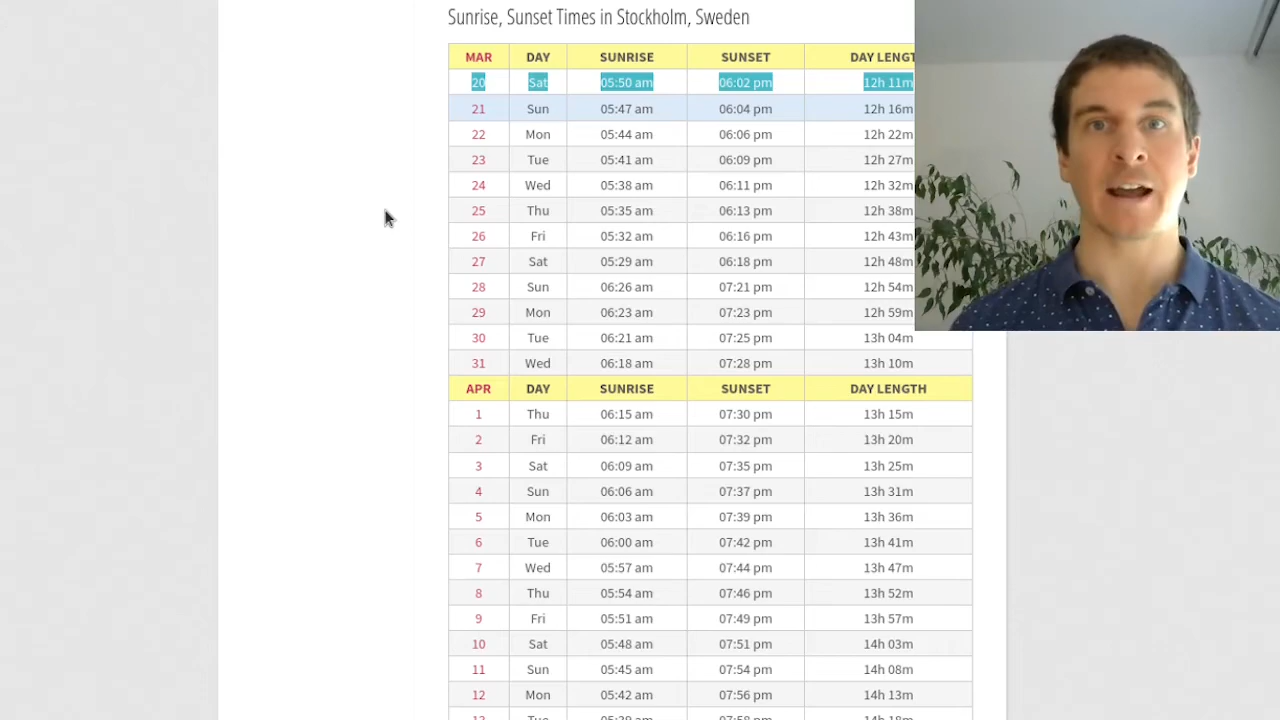 Sunrise, Sunset Times in Stockholm, Sweden
MAR DAY SUNRISE SUNSET DAY LENGT
20 Sat 05:50 am 06:02 pm 12h 11m
21 Sun 05:47 am 06:04 pm 12h 16m
22 Mon 05:44 am 06:06 pm 12h 22m
23 Tue 05:41 am 06:09 pm 12h 27m
24 Wed 05:38 am 06:11 pm 12h 32m
25 Thu 05:35 am 06:13 pm 12h 38m
26 Fri 05:32 am 06:16 pm 12h 43m
27 Sat 05:29 am 06:18 pm 12h 48m
28 Sun 06:26 am 07:21 pm 12h 54m
29 Mon 06:23 am 07:23 pm 12h 59m
30 Tue 06:21 am 07:25 pm 13h 04m
31 Wed 06:18 am 07:28 pm 13h 10m
APR DAY SUNRISE SUNSET DAY LENGTH
1 Thu 06:15 am 07:30 pm 13h 15m
2 Fri 06:12 am 07:32 pm 13h 20m
3 Sat 06:09 am 07:35 pm 13h 25m
4 Sun 06:06 am 07:37 pm 13h 31m
5 Mon 06:03 am 07:39 pm 13h 36m
6 Tue 06:00 am 07:42 pm 13h 41m
7 Wed 05:57 am 07:44 pm 13h 47m
8 Thu 05:54 am 07:46 pm 13h 52m
9 Fri 05:51 am 07:49 pm 13h 57m
10 Sat 05:48 am 07:51 pm 14h 03m
11 Sun 05:45 am 07:54 pm 14h 08m
12 Mon 05:42 am 07:56 pm 14h 13m